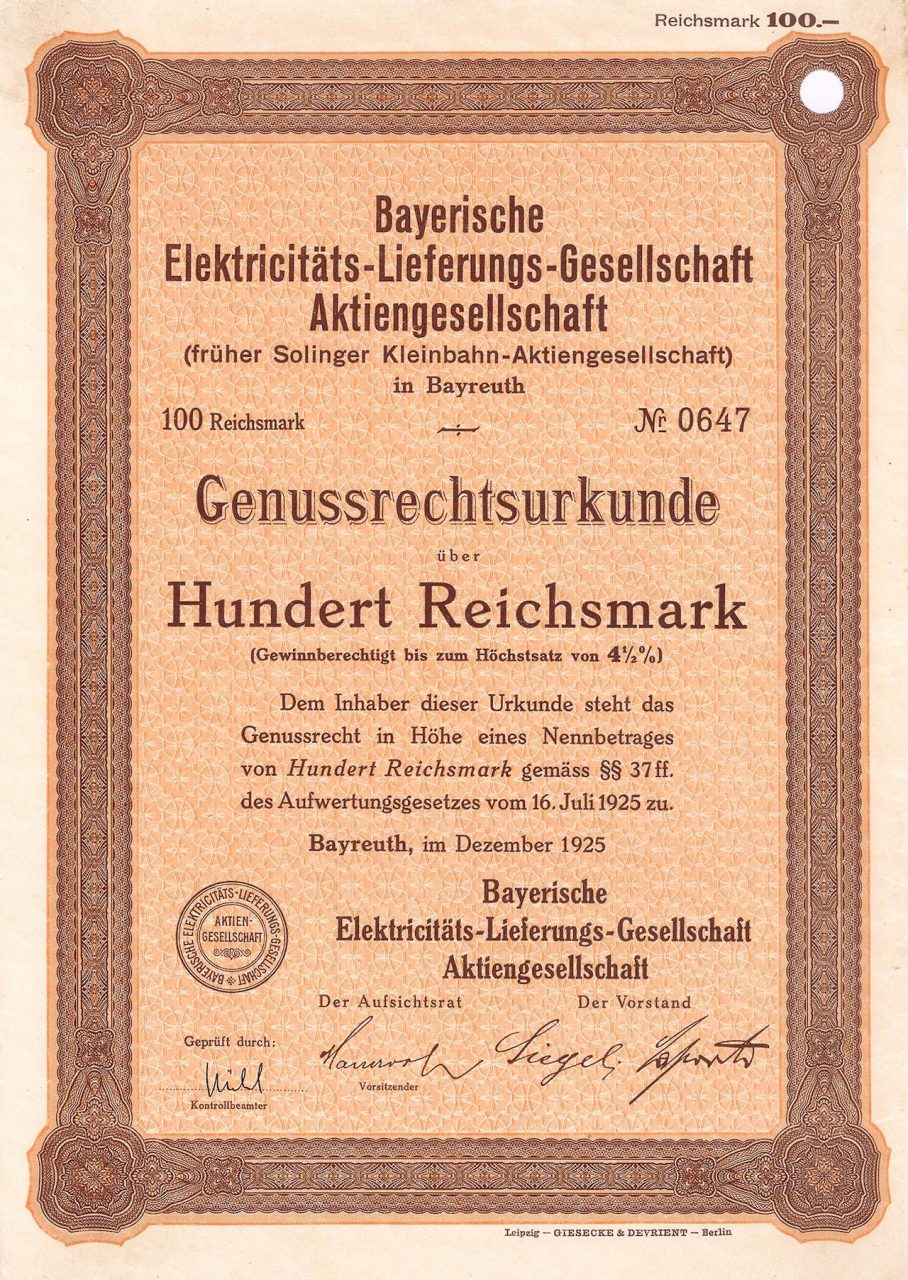 Reichsmark 100.—
Bayerische
Elektricitäts-Lieferungs-Gesellschaft
Aktiengesellschaft
(früher Solinger Kleinbahn-Aktiengesellschaft)
in Bayreuth
100 Reichsmark
Nr 0647
Genussrechtsurkunde
über
Hundert Reichsmark
(Gewinnberechtigt bis zum Höchstsatz von 4½%)
Dem Inhaber dieser Urkunde steht das
Genussrecht in Höhe eines Nennbetrages
von Hundert Reichsmark gemäss §§ 37 ff.
des Aufwertungsgesetzes vom 16. Juli 1925 zu.
Bayreuth, im Dezember 1925
Bayerische
Elektricitäts-Lieferungs-Gesellschaft
Aktiengesellschaft
BAYERISCHE ELEKTRICITÄTS-LIEFERUNGS-GESELLSCHAFT
AKTIEN-
GESELLSCHAFT
Der Aufsichtsrat
Der Vorstand
Geprüft durch:
Siegel
Vorsitzender
Kontrollbeamter
Leipzig — GIESECKE & DEVRIENT — Berlin